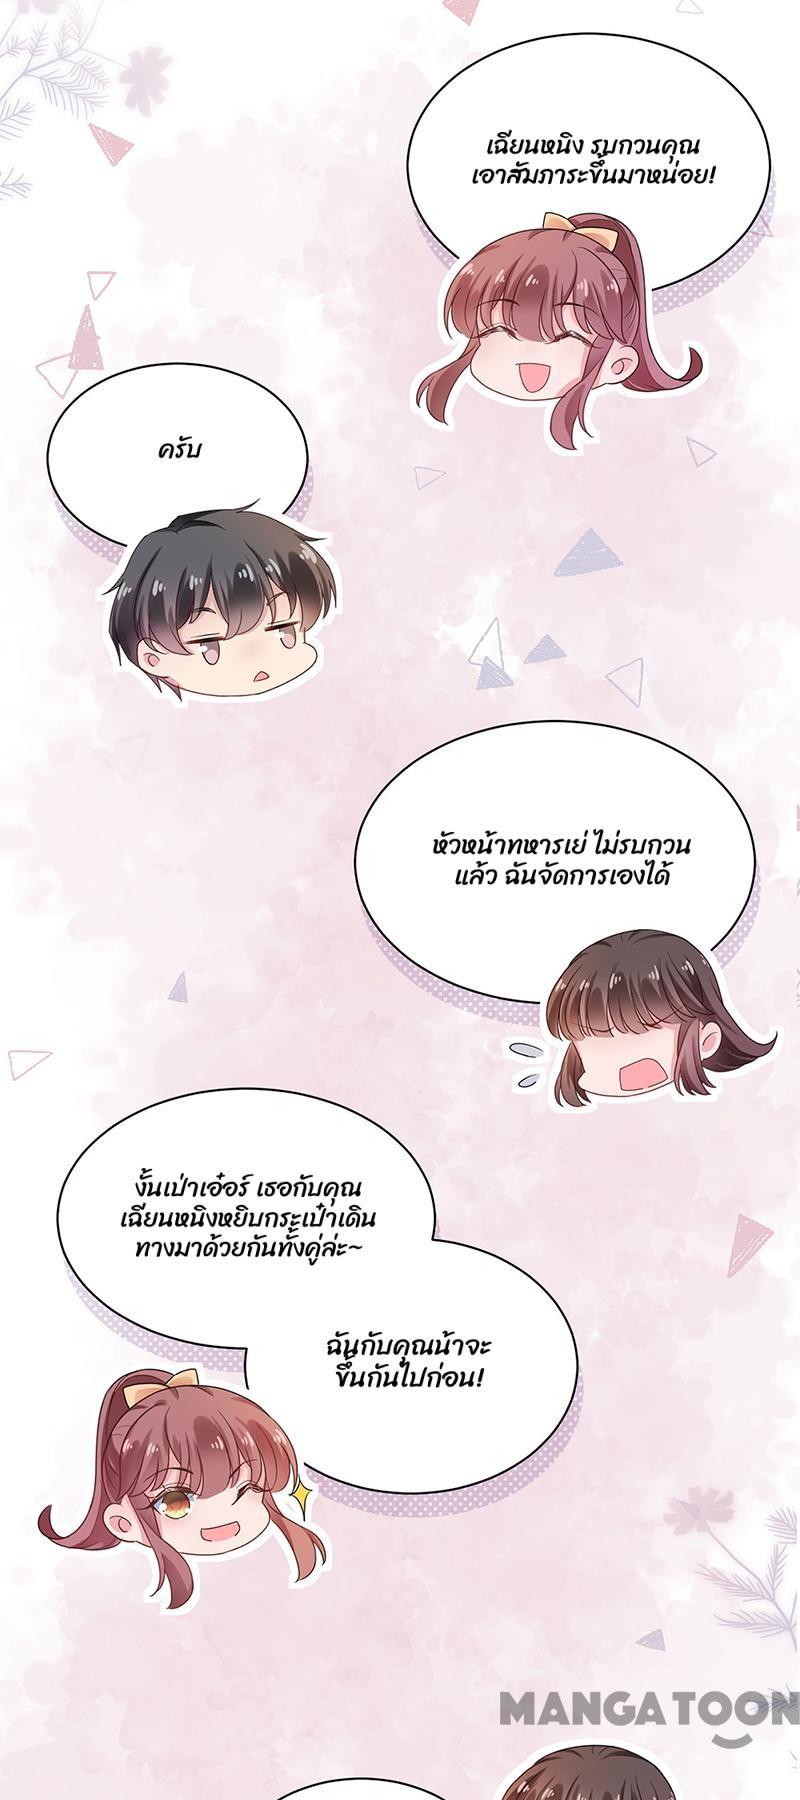 เฉียนหนิง รบกวนคุณ
เอาสัมภาระขึ้นมาหน่อย!
ครับ
หัวหน้าทหารเย่ ไม่รบกวน
แล้ว ฉันจัดการเองได้
งั้นเป่าเอ๋อร์ เธอกับคุณ
เฉียนหนิงหยิบกระเป๋าเดิน
ทางมาด้วยกันทั้งคู่ล่ะ~
ฉันกับคุณน้าจะ
ขึ้นกันไปก่อน!
MANGATOON